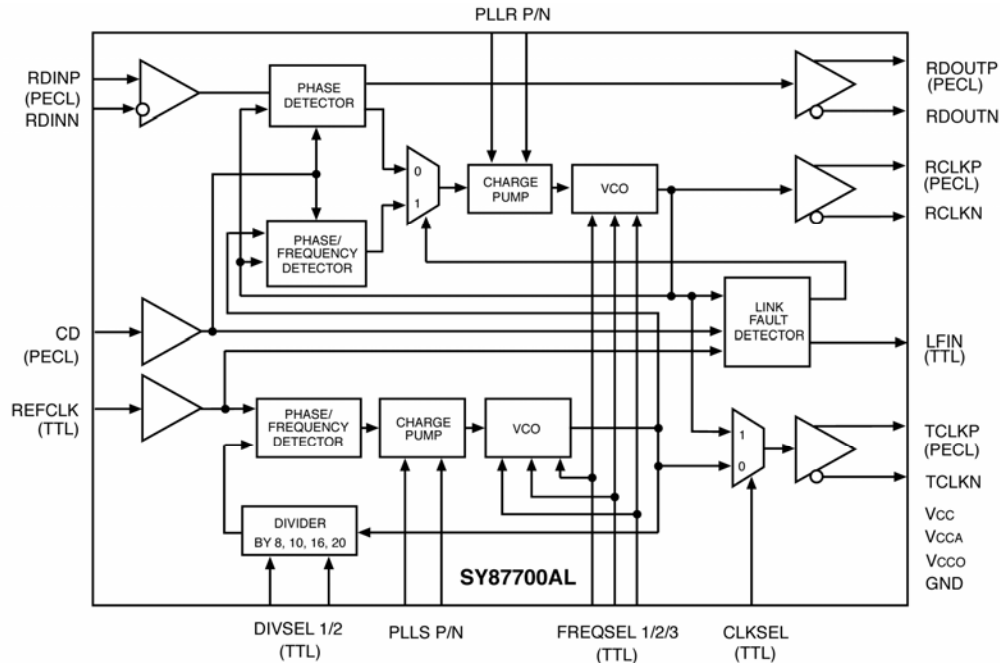 PLLR P/N
RDINP
(PECL)
RDINN
PHASE
DETECTOR
RDOUTP
(PECL)
RDOUTN
0
1
CHARGE
PUMP
VCO
RCLKP
(PECL)
RCLKN
PHASE/
FREQUENCY
DETECTOR
CD
(PECL)
LINK
FAULT
DETECTOR
LFIN
(TTL)
REFCLK
(TTL)
PHASE/
FREQUENCY
DETECTOR
CHARGE
PUMP
VCO
1
0
TCLKP
(PECL)
TCLKN
DIVIDER
BY 8, 10, 16, 20
SY87700AL
VCC
VCCA
VCCO
GND
DIVSEL 1/2
(TTL)
PLLS P/N
FREQSEL 1/2/3
(TTL)
CLKSEL
(TTL)